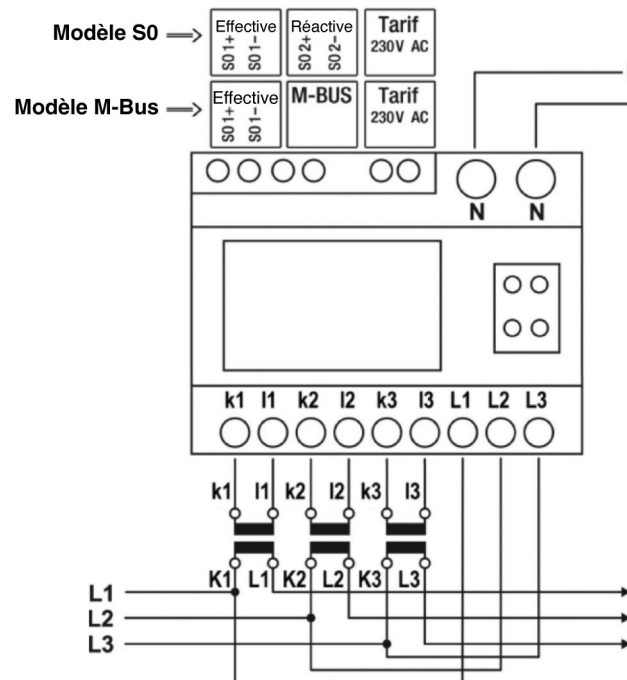 Modèle S0
Effective
S01+
S01-
Réactive
S02+
S02-
Tarif
230V AC
Modèle M-Bus
Effective
S01+
S01-
M-BUS
Tarif
230V AC
N N
k1 l1 k2 l2 k3 l3 L1 L2 L3
k1 l1 k2 l2 k3 l3
K1 L1 K2 L2 K3 L3
L1
L2
L3